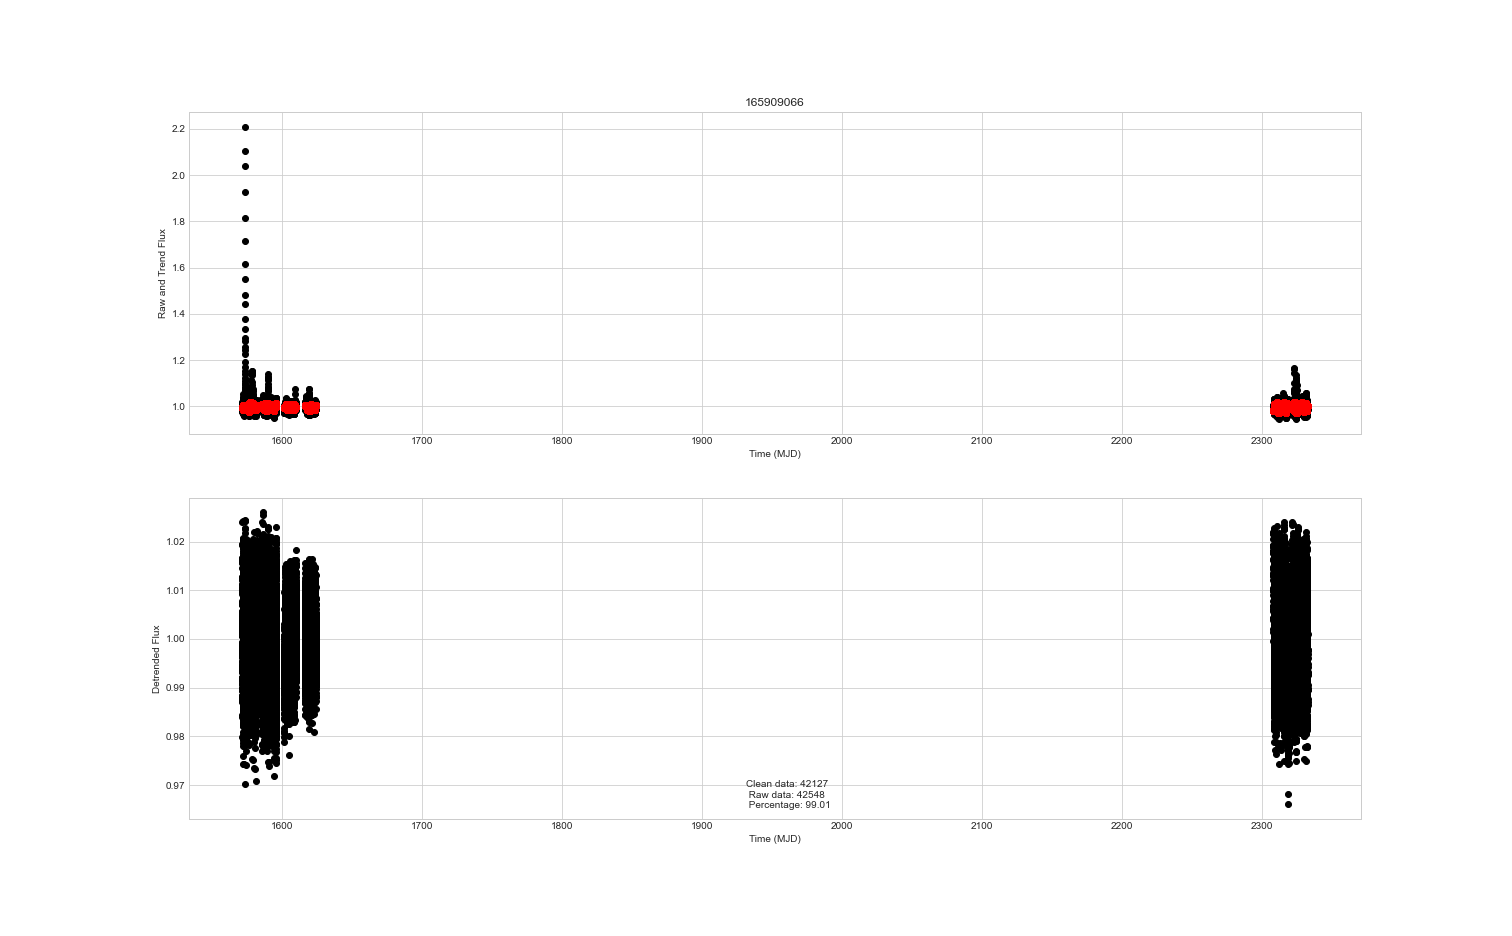 165909066
Raw and Trend Flux
2.2
2.0
1.8
1.6
1.4
1.2
1.0
1600 1700 1800 1900 2000 2100 2200 2300
Time (MJD)
Detrended Flux
1.02
1.01
1.00
0.99
0.98
0.97
Clean data: 42127
Raw data: 42548
Percentage: 99.01
1600 1700 1800 1900 2000 2100 2200 2300
Time (MJD)